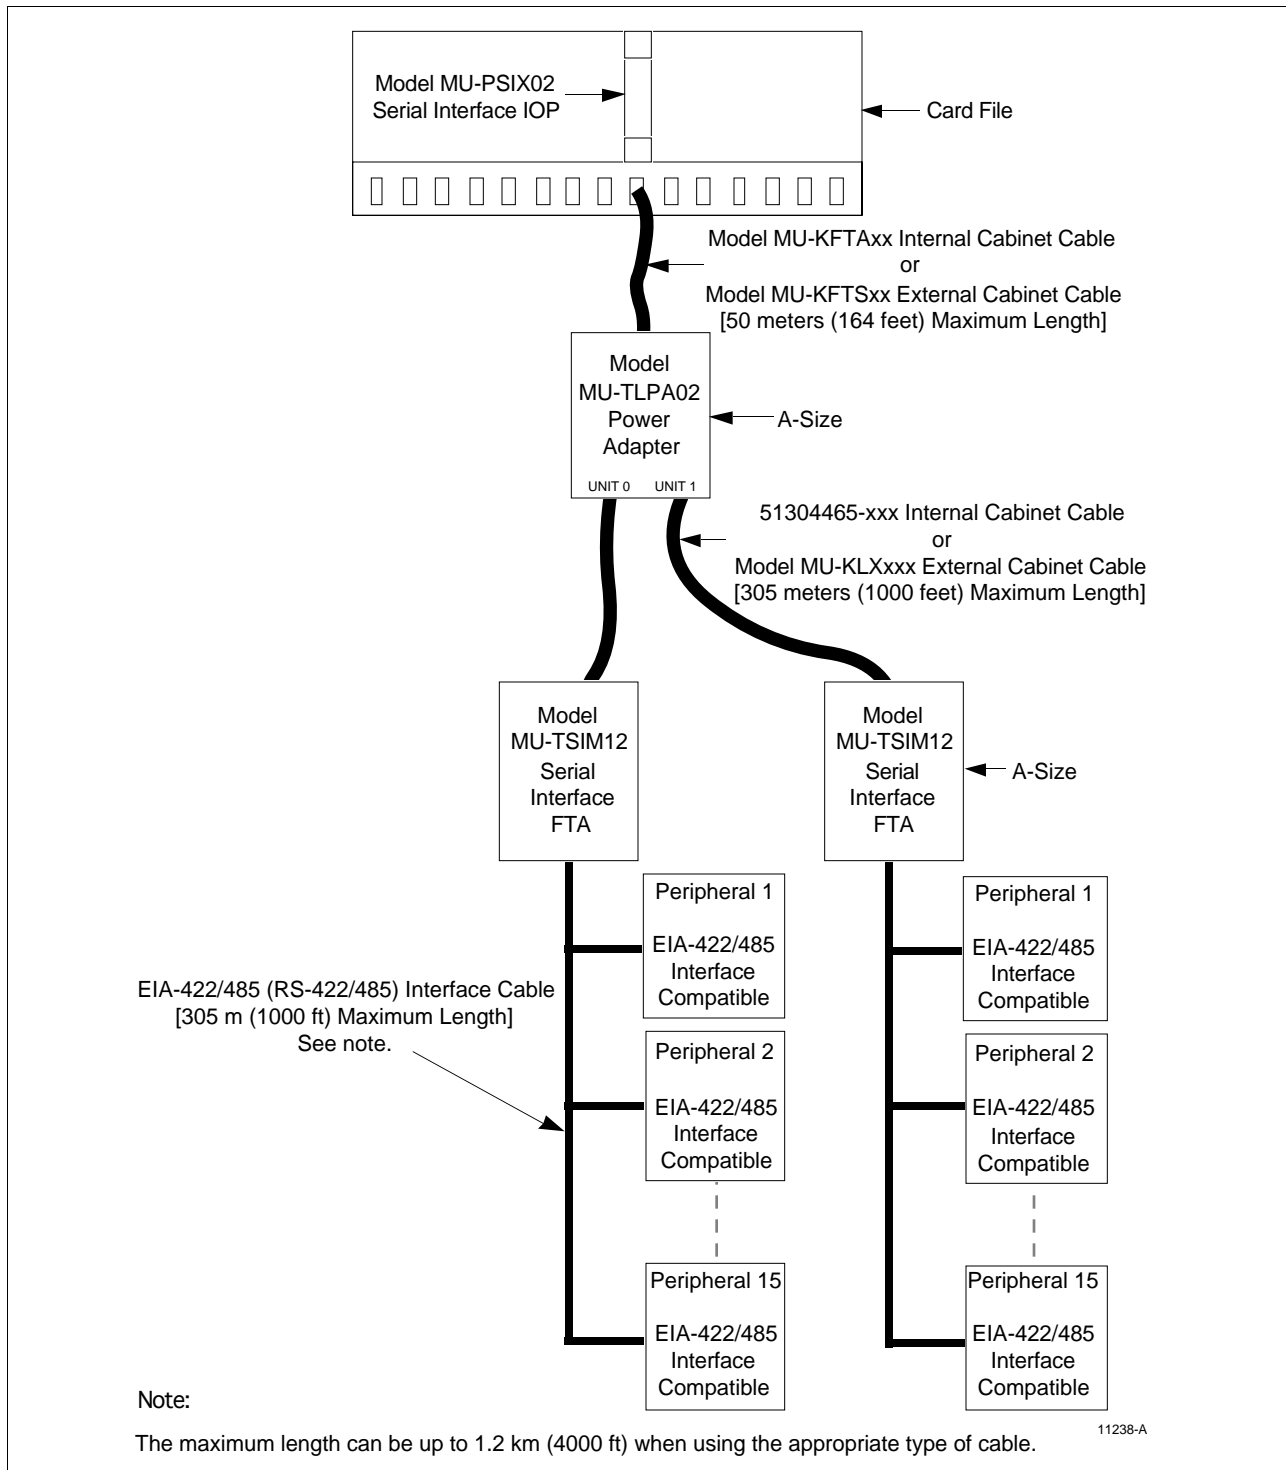 Model MU-PSIX02
Serial Interface IOP
Card File
Model MU-KFTAxx Internal Cabinet Cable
or
Model MU-KFTSxx External Cabinet Cable
[50 meters (164 feet) Maximum Length]
Model
MU-TLPA02
Power
Adapter
A-Size
UNIT 0
UNIT 1
51304465-xxx Internal Cabinet Cable
or
Model MU-KLXxxx External Cabinet Cable
[305 meters (1000 feet) Maximum Length]
Model
MU-TSIM12
Serial
Interface
FTA
Model
MU-TSIM12
Serial
Interface
FTA
A-Size
Peripheral 1
EIA-422/485
Interface
Compatible
Peripheral 1
EIA-422/485
Interface
Compatible
EIA-422/485 (RS-422/485) Interface Cable
[305 m (1000 ft) Maximum Length]
See note.
Peripheral 2
EIA-422/485
Interface
Compatible
Peripheral 2
EIA-422/485
Interface
Compatible
Peripheral 15
EIA-422/485
Interface
Compatible
Peripheral 15
EIA-422/485
Interface
Compatible
Note:
The maximum length can be up to 1.2 km (4000 ft) when using the appropriate type of cable.
11238-A